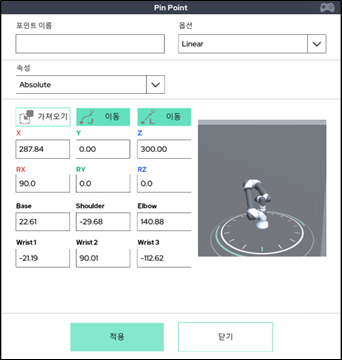 Pin Point
포인트 이름
옵션
Linear
속성
Absolute
가져오기 이동 이동
X Y Z
287.84 0.00 300.00
RX RY RZ
90.0 0.0 0.0
Base Shoulder Elbow
22.61 -29.68 140.88
Wrist 1 Wrist 2 Wrist 3
-21.19 90.01 -112.62
적용 닫기